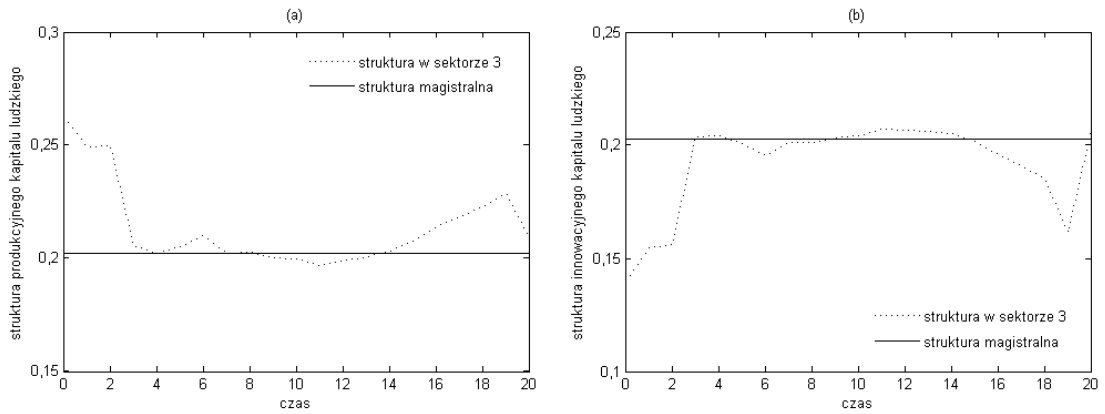 (a)
0,3
0,25
0,2
0,15
struktura produkcyjnego kapitalu ludzkiego
struktura w sektorze 3
struktura magistralna
0 2 4 6 8 10 12 14 16 18 20
czas
(b)
0,25
0,2
0,15
0,1
struktura innowacyjnego kapitalu ludzkiego
struktura w sektorze 3
struktura magistralna
0 2 4 6 8 10 12 14 16 18 20
czas